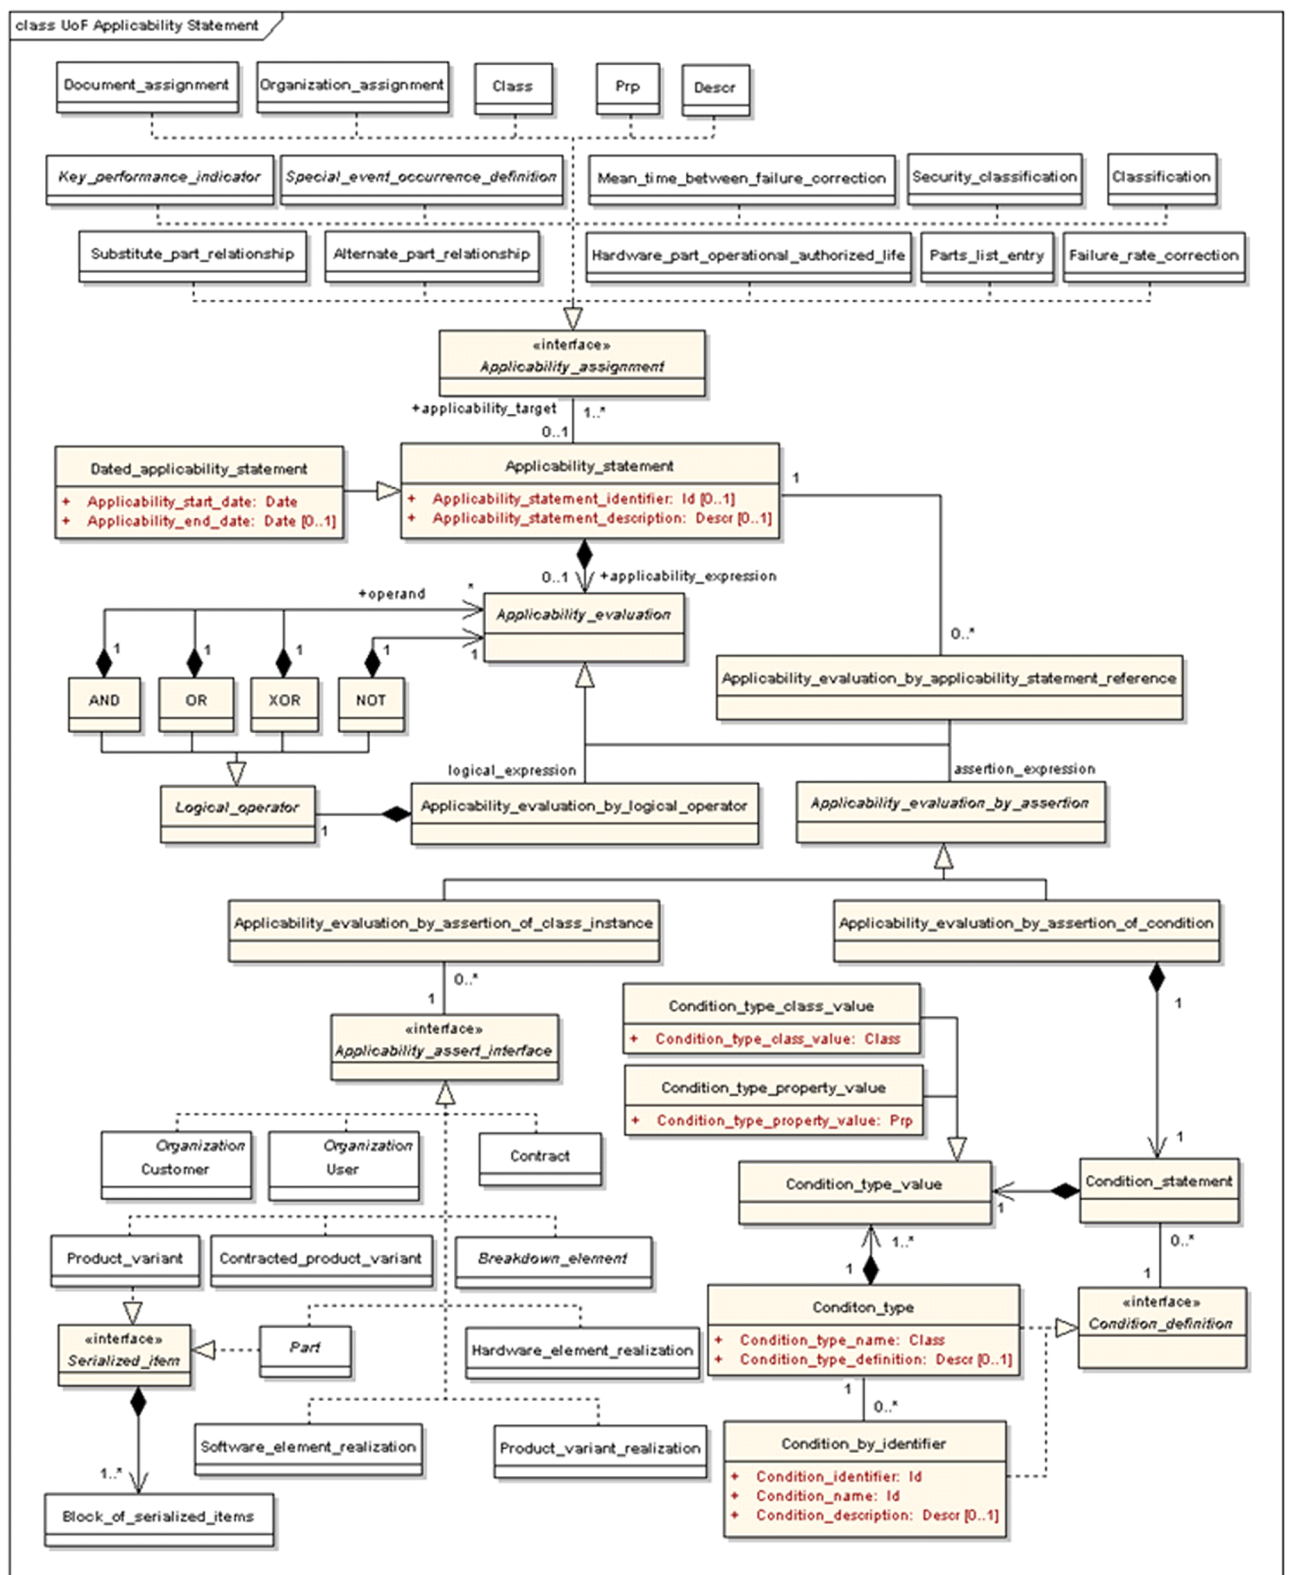 class UoF Applicability Statement
Document_assignment
Organization_assignment
Class
Prp
Descr
Key_performance_indicator
Special_event_occurrence_definition
Mean_time_between_failure_correction
Security_classification
Classification
Substitute_part_relationship
Alternate_part_relationship
Hardware_part_operational_authorized_life
Parts_list_entry
Failure_rate_correction
«interface»
Applicability_assignment
+applicability_target
1..*
0..1
Dated_applicability_statement
+ Applicability_start_date: Date
+ Applicability_end_date: Date [0..1]
Applicability_statement
+ Applicability_statement_identifier: Id [0..1]
+ Applicability_statement_description: Descr [0..1]
1
0..1
+applicability_expression
+operand
*
Applicability_evaluation
0..*
1
1
1
1
1
AND
OR
XOR
NOT
Applicability_evaluation_by_applicability_statement_reference
logical_expression
assertion_expression
Logical_operator
1
Applicability_evaluation_by_logical_operator
Applicability_evaluation_by_assertion
Applicability_evaluation_by_assertion_of_class_instance
Applicability_evaluation_by_assertion_of_condition
0..*
1
1
«interface»
Applicability_assert_interface
Condition_type_class_value
+ Condition_type_class_value: Class
Condition_type_property_value
+ Condition_type_property_value: Prp
Organization
Customer
Organization
User
Contract
1
Condition_type_value
1
Condition_statement
Product_variant
Contracted_product_variant
Breakdown_element
1..*
0..*
1
1
«interface»
Serialized_item
Part
Hardware_element_realization
Conditon_type
+ Condition_type_name: Class
+ Condition_type_definition: Descr [0..1]
«interface»
Condition_definition
1
0..*
Software_element_realization
Product_variant_realization
Condition_by_identifier
+ Condition_identifier: Id
+ Condition_name: Id
+ Condition_description: Descr [0..1]
1..*
Block_of_serialized_items